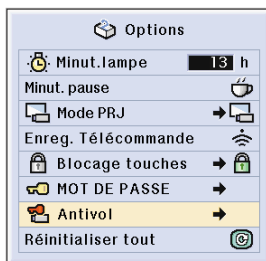 Options
Minut.lampe 13 h
Minut. pause
Mode PRJ
Enreg. Télécommande
Blocage touches
MOT DE PASSE
Antivol
Réinitialiser tout